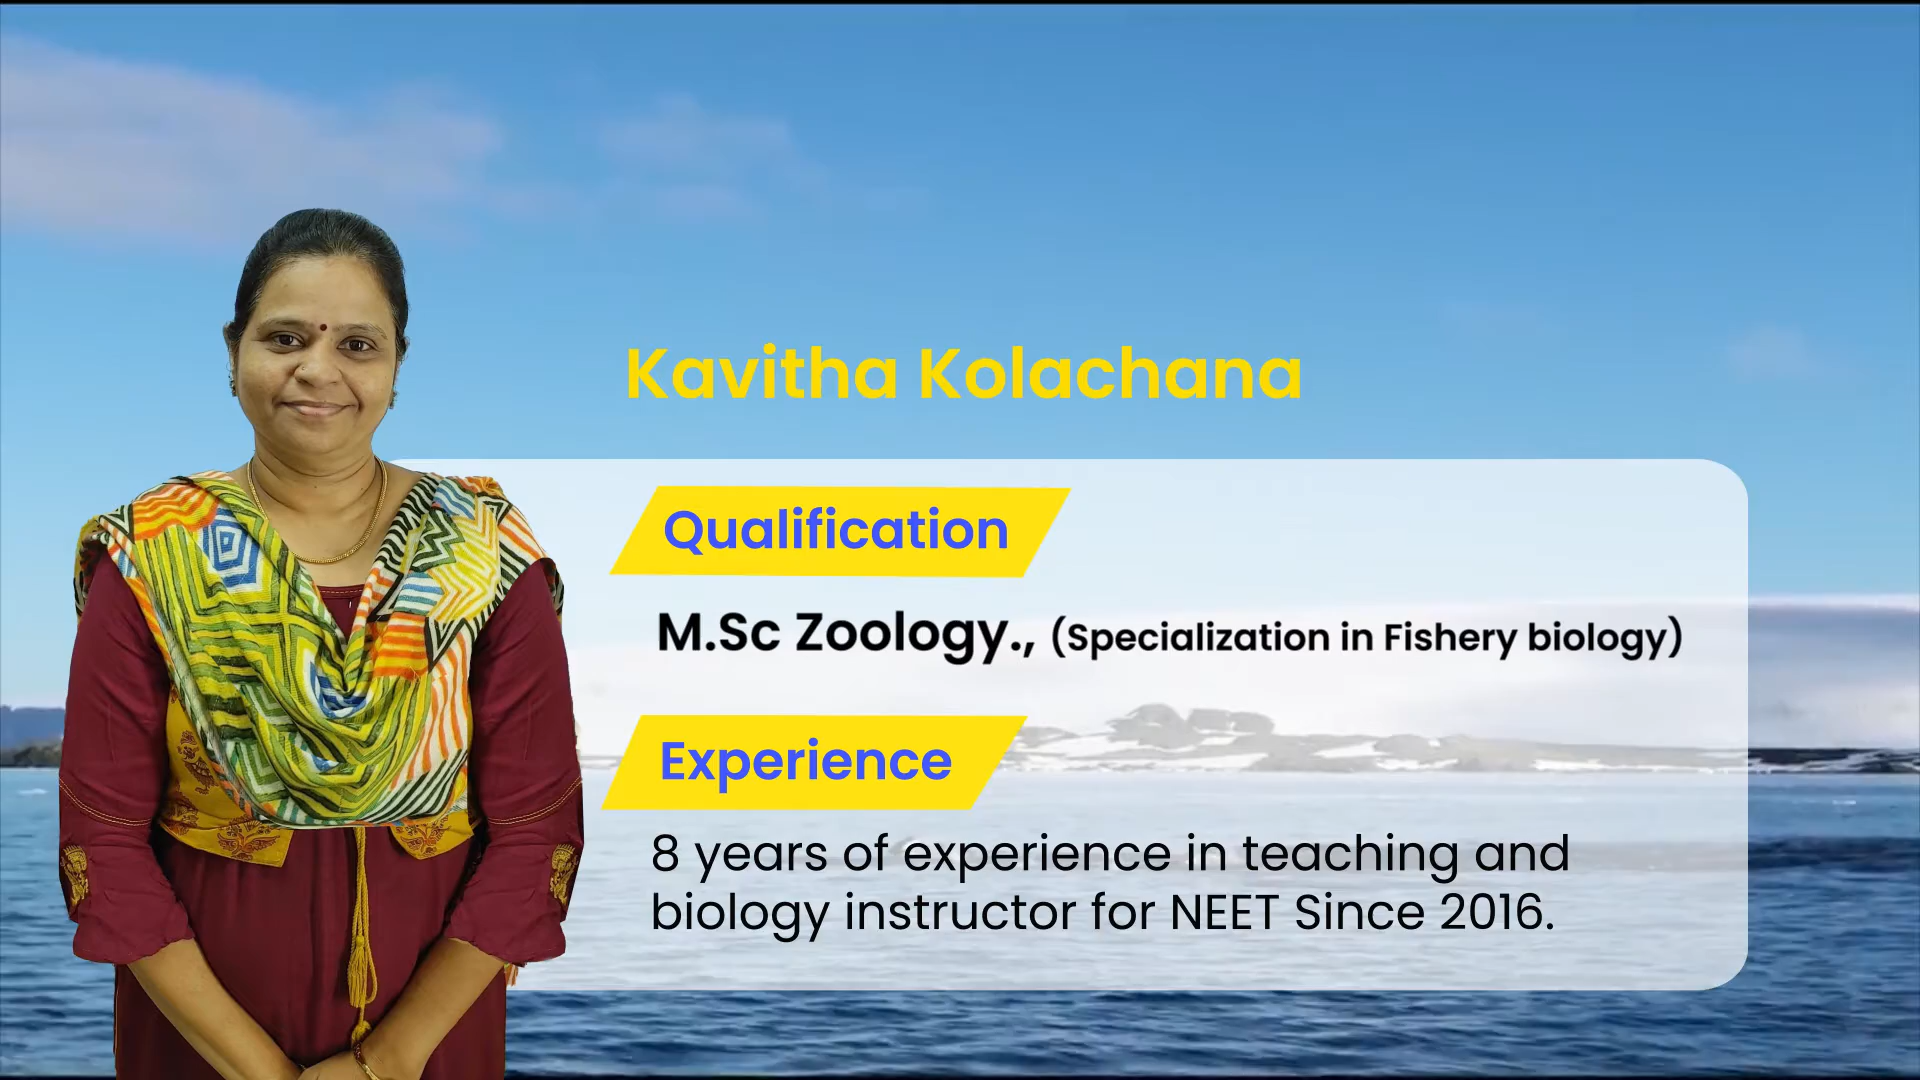 Kavitha Kolachana
Qualification
M.Sc Zoology., (Specialization in Fishery biology)
Experience
8 years of experience in teaching and
biology instructor for NEET Since 2016.